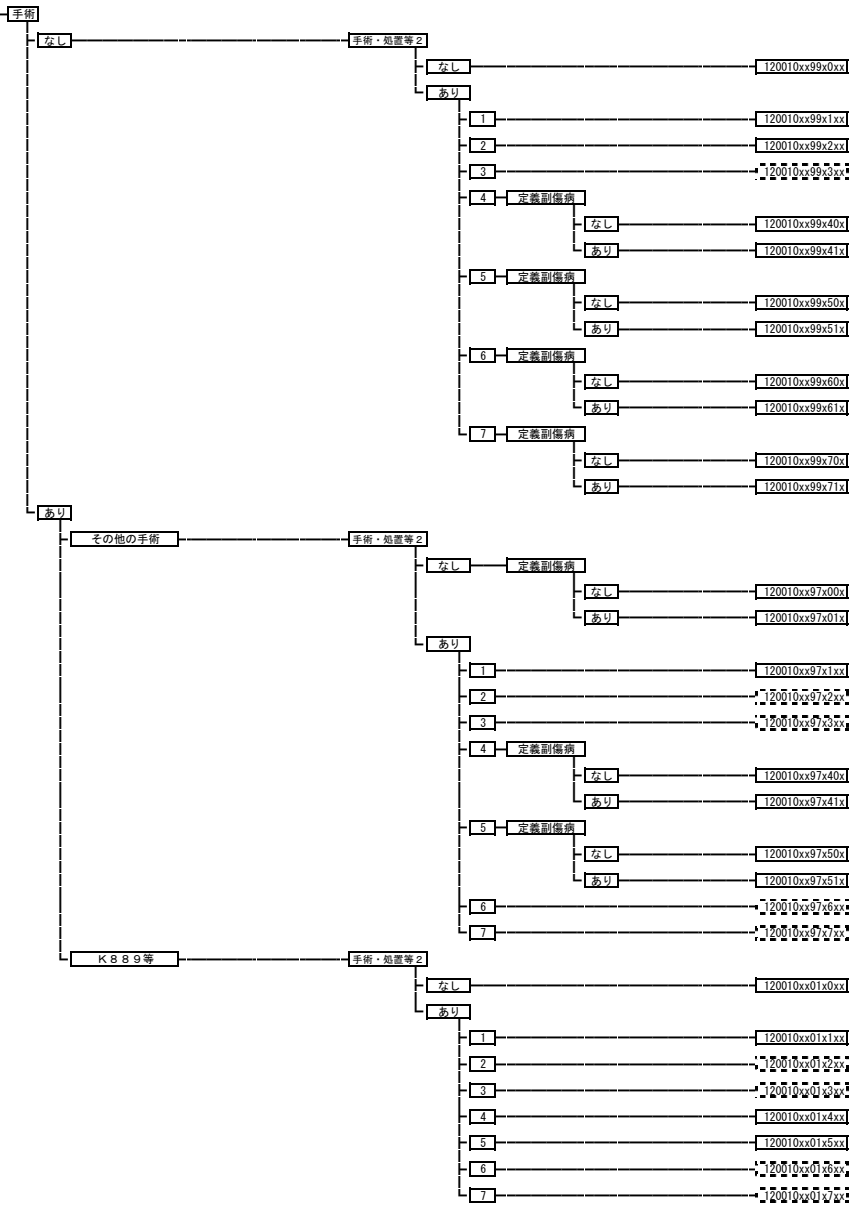 手術
なし 手術・処置等2
なし 120010xx99x0xx
あり
1 120010xx99x1xx
2 120010xx99x2xx
3 120010xx99x3xx
4 定義副傷病
なし 120010xx99x40x
あり 120010xx99x41x
5 定義副傷病
なし 120010xx99x50x
あり 120010xx99x51x
6 定義副傷病
なし 120010xx99x60x
あり 120010xx99x61x
7 定義副傷病
なし 120010xx99x70x
あり 120010xx99x71x
あり
その他の手術 手術・処置等2
なし 定義副傷病
なし 120010xx97x00x
あり 120010xx97x01x
あり
1 120010xx97x1xx
2 120010xx97x2xx
3 120010xx97x3xx
4 定義副傷病
なし 120010xx97x40x
あり 120010xx97x41x
5 定義副傷病
なし 120010xx97x50x
あり 120010xx97x51x
6 120010xx97x6xx
7 120010xx97x7xx
K889等 手術・処置等2
なし 120010xx01x0xx
あり
1 120010xx01x1xx
2 120010xx01x2xx
3 120010xx01x3xx
4 120010xx01x4xx
5 120010xx01x5xx
6 120010xx01x6xx
7 120010xx01x7xx